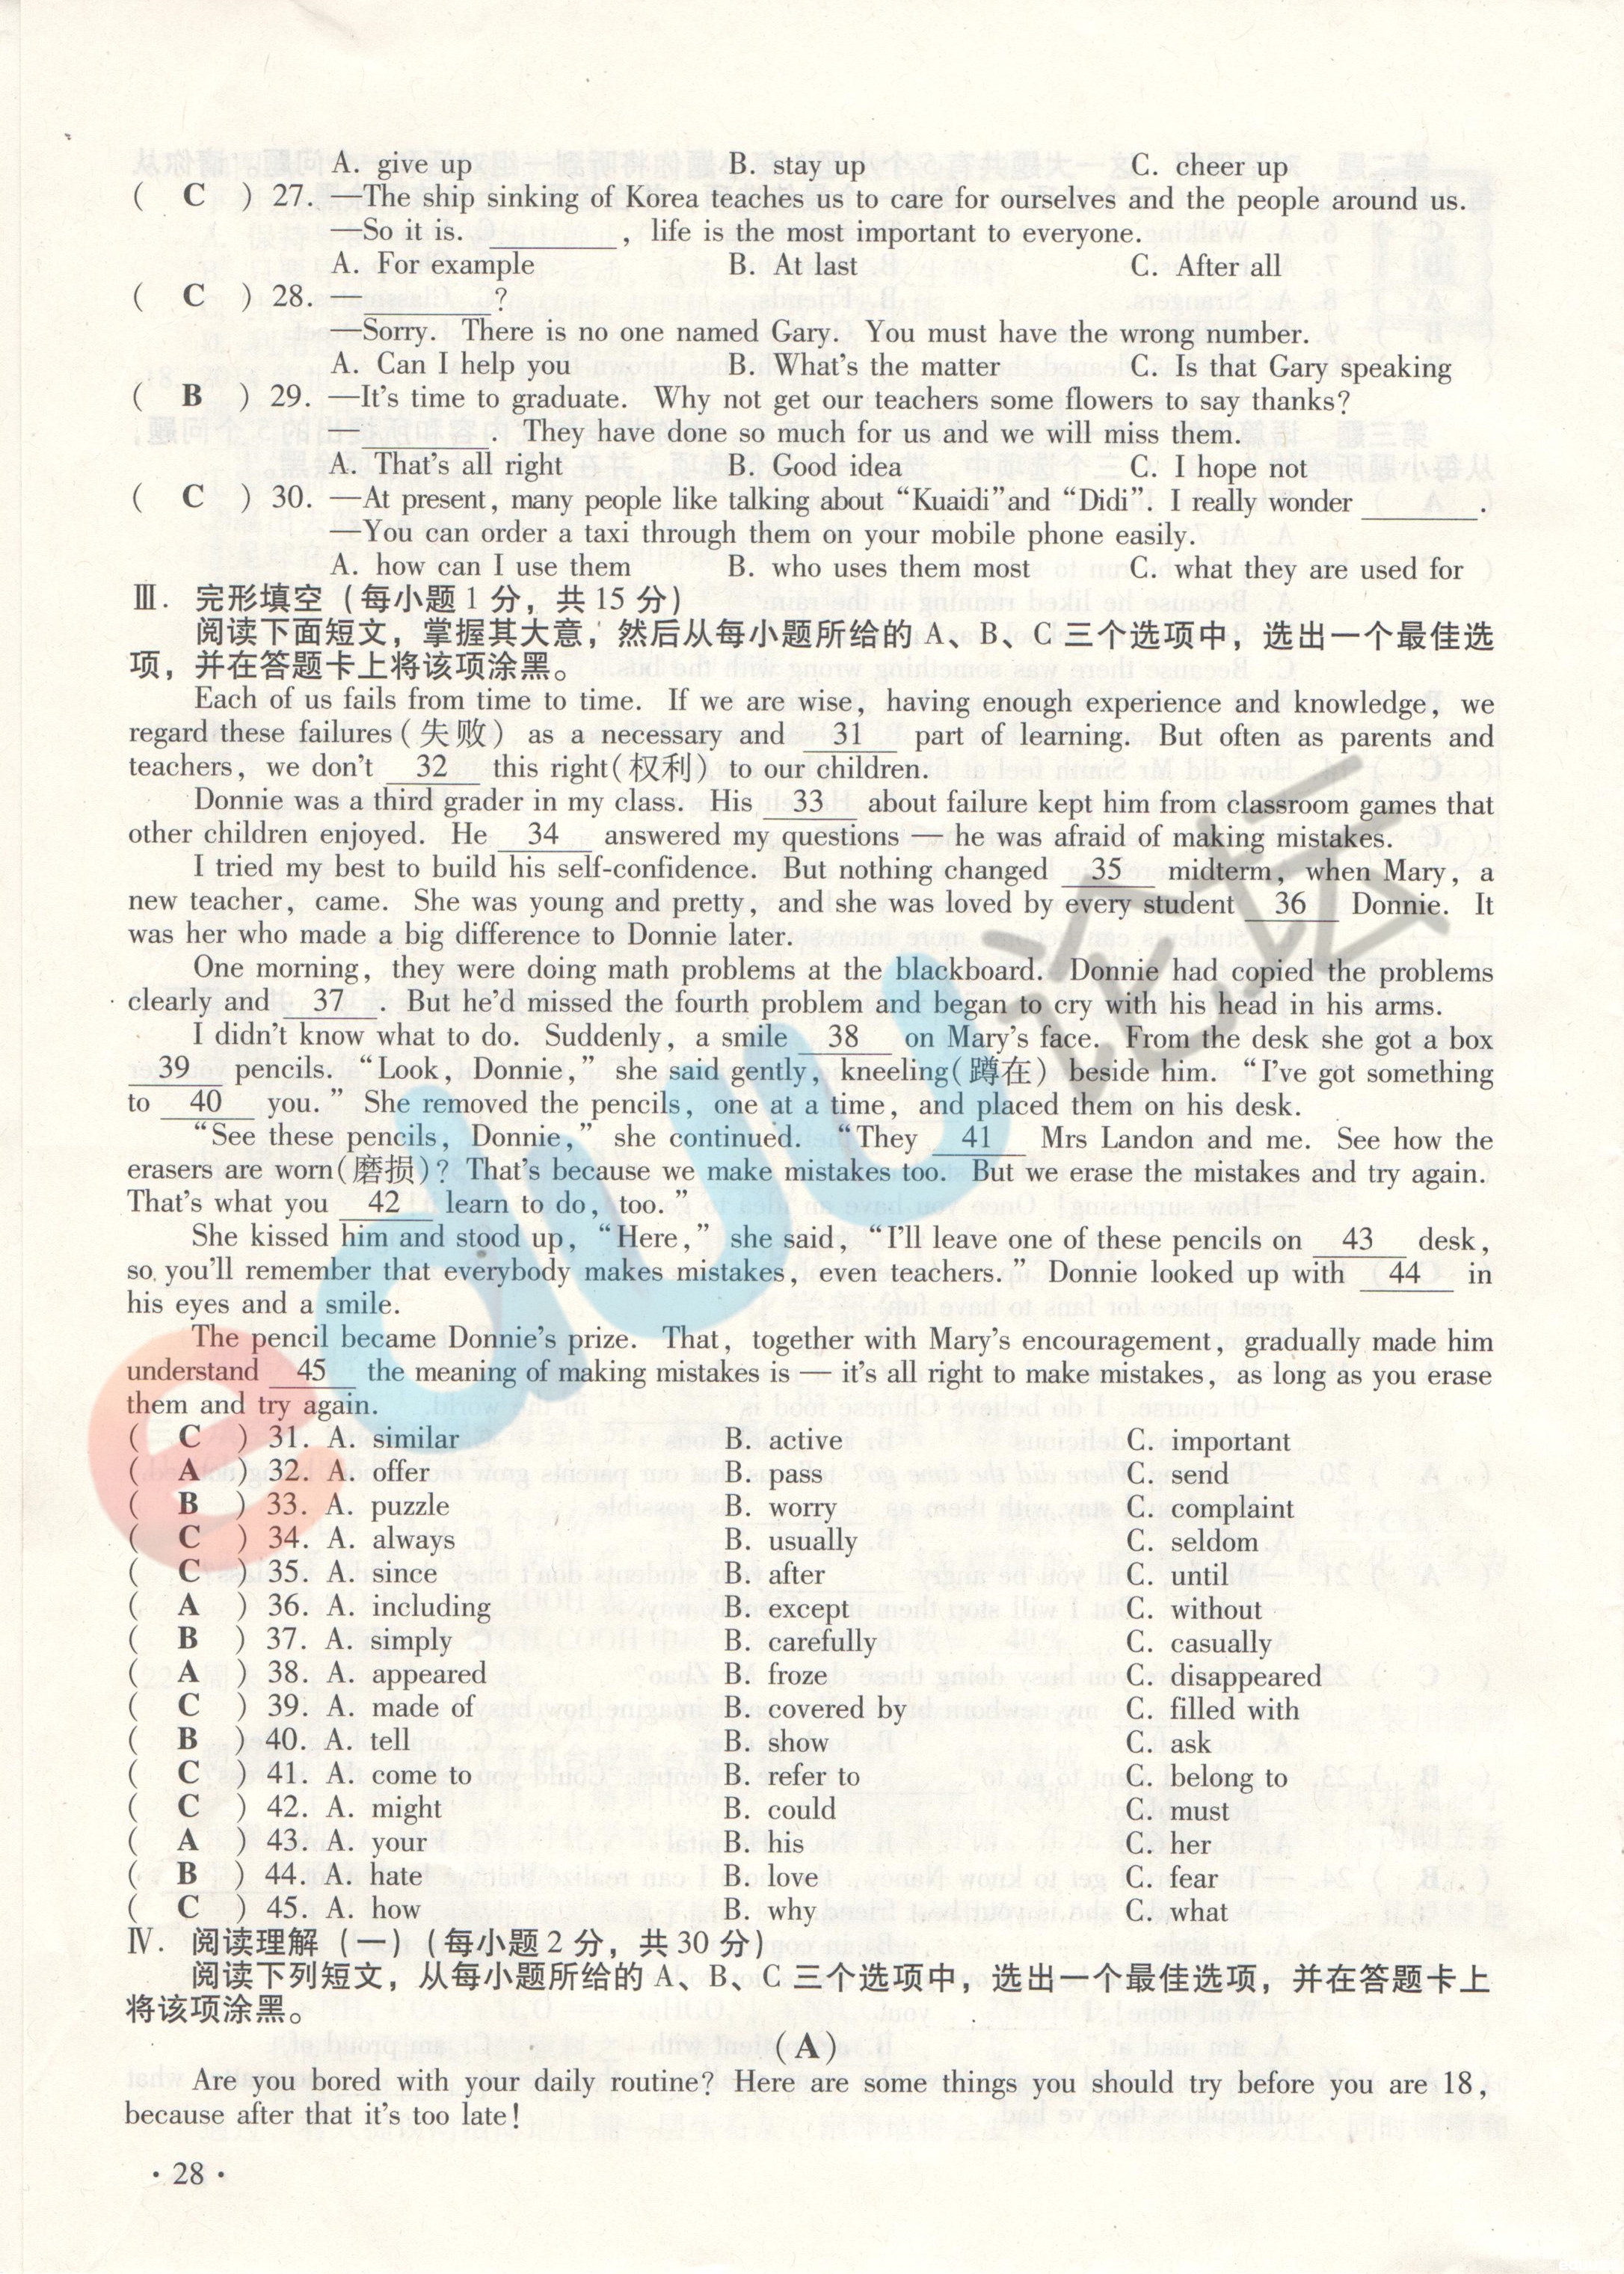 A. give up B. stay up C. cheer up
( C ) 27. —The ship sinking of Korea teaches us to care for ourselves and the people around us.
—So it is. ________, life is the most important to everyone.
A. For example B. At last C. After all
( C ) 28. —________?
—Sorry. There is no one named Gary. You must have the wrong number.
A. Can I help you B. What's the matter C. Is that Gary speaking
( B ) 29. —It's time to graduate. Why not get our teachers some flowers to say thanks?
—________. They have done so much for us and we will miss them.
A. That's all right B. Good idea C. I hope not
( C ) 30. —At present, many people like talking about “Kuaidi”and “Didi”. I really wonder ________.
—You can order a taxi through them on your mobile phone easily.
A. how can I use them B. who uses them most C. what they are used for
Ⅲ. 完形填空（每小题 1 分，共 15 分）
阅读下面短文，掌握其大意，然后从每小题所给的 A、B、C 三个选项中，选出一个最佳选
项，并在答题卡上将该项涂黑。
Each of us fails from time to time. If we are wise, having enough experience and knowledge, we
regard these failures(失败) as a necessary and 31 part of learning. But often as parents and
teachers, we don't 32 this right(权利) to our children.
Donnie was a third grader in my class. His 33 about failure kept him from classroom games that
other children enjoyed. He 34 answered my questions — he was afraid of making mistakes.
I tried my best to build his self-confidence. But nothing changed 35 midterm, when Mary, a
new teacher, came. She was young and pretty, and she was loved by every student 36 Donnie. It
was her who made a big difference to Donnie later.
One morning, they were doing math problems at the blackboard. Donnie had copied the problems
clearly and 37 . But he'd missed the fourth problem and began to cry with his head in his arms.
I didn't know what to do. Suddenly, a smile 38 on Mary's face. From the desk she got a box
39 pencils. “Look, Donnie,” she said gently, kneeling(蹲在) beside him. “I've got something
to 40 you.” She removed the pencils, one at a time, and placed them on his desk.
“See these pencils, Donnie,” she continued. “They 41 Mrs Landon and me. See how the
erasers are worn(磨损)? That's because we make mistakes too. But we erase the mistakes and try again.
That's what you 42 learn to do, too.”
She kissed him and stood up, “Here,” she said, “I'll leave one of these pencils on 43 desk,
so you'll remember that everybody makes mistakes, even teachers.” Donnie looked up with 44 in
his eyes and a smile.
The pencil became Donnie's prize. That, together with Mary's encouragement, gradually made him
understand 45 the meaning of making mistakes is — it's all right to make mistakes, as long as you erase
them and try again.
( C ) 31. A. similar B. active C. important
( A ) 32. A. offer B. pass C. send
( B ) 33. A. puzzle B. worry C. complaint
( C ) 34. A. always B. usually C. seldom
( C ) 35. A. since B. after C. until
( A ) 36. A. including B. except C. without
( B ) 37. A. simply B. carefully C. casually
( A ) 38. A. appeared B. froze C. disappeared
( C ) 39. A. made of B. covered by C. filled with
( B ) 40. A. tell B. show C. ask
( C ) 41. A. come to B. refer to C. belong to
( C ) 42. A. might B. could C. must
( A ) 43. A. your B. his C. her
( B ) 44. A. hate B. love C. fear
( C ) 45. A. how B. why C. what
Ⅳ. 阅读理解（一）（每小题 2 分，共 30 分）
阅读下列短文，从每小题所给的 A、B、C 三个选项中，选出一个最佳选项，并在答题卡上
将该项涂黑。
(A)
Are you bored with your daily routine? Here are some things you should try before you are 18,
because after that it's too late!
· 28 ·
eduu
论坛